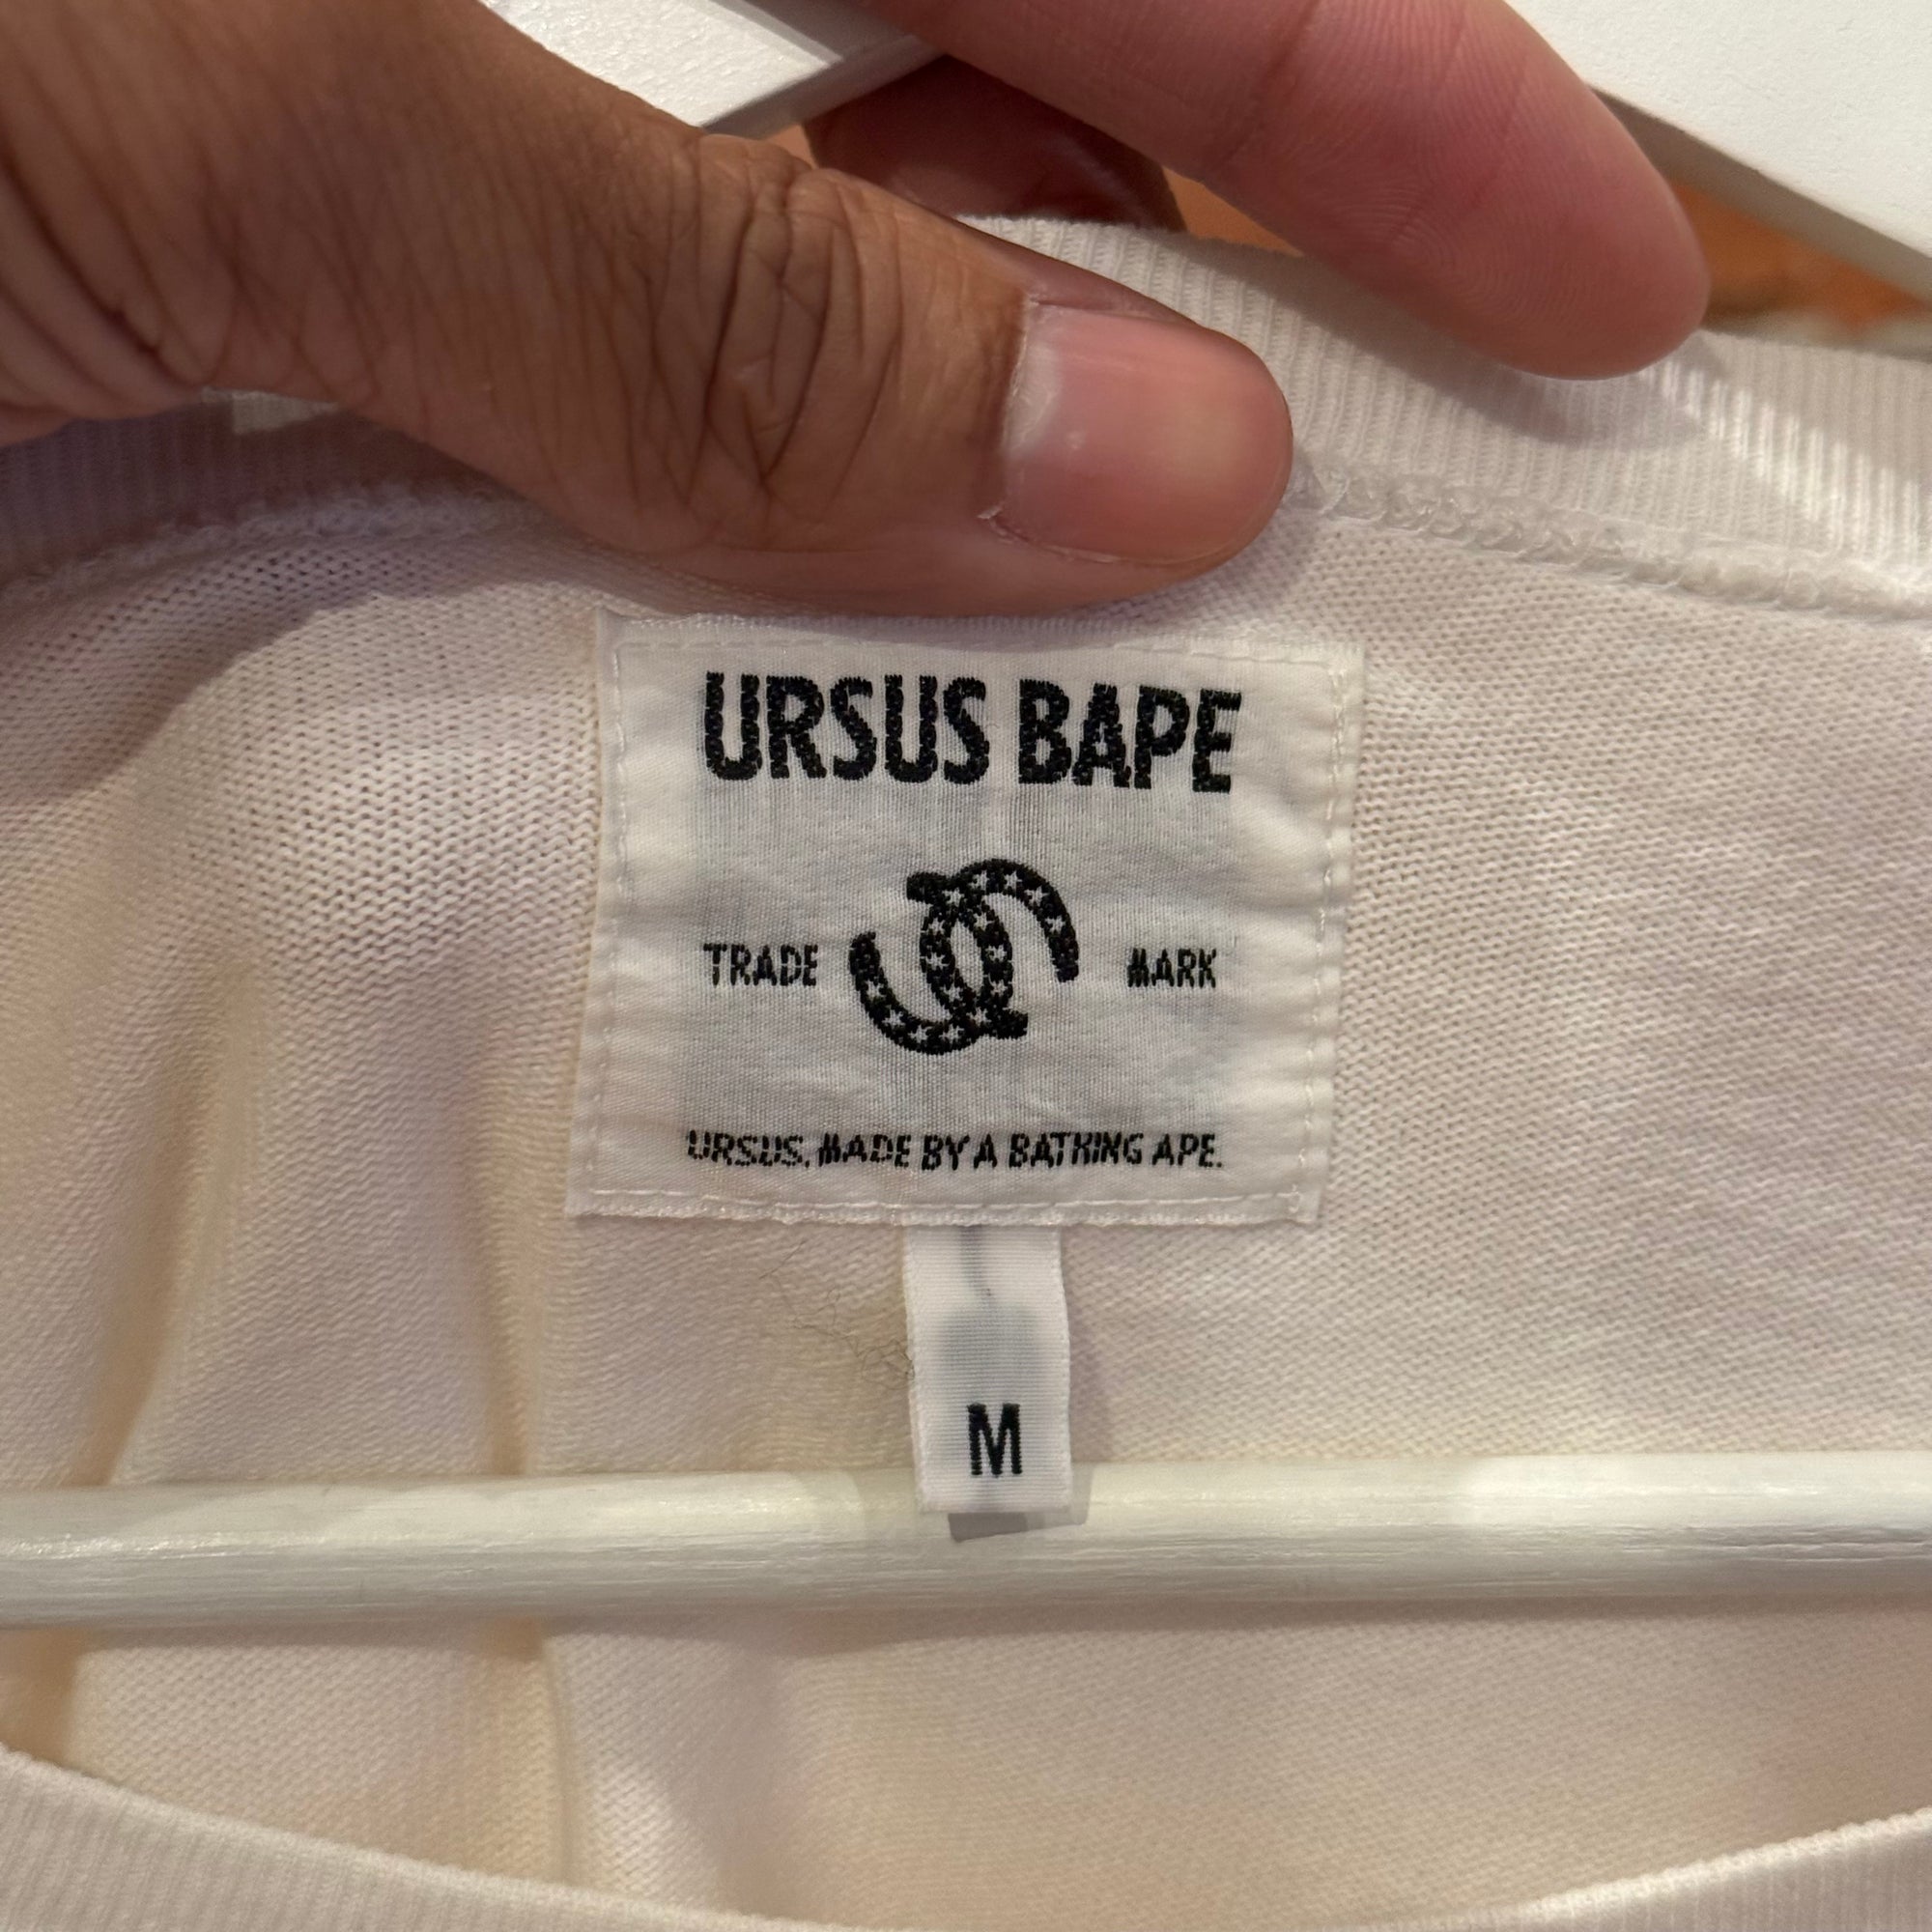 URSUS BAPE
TRADE MARK
URSUS, MADE BY A BATHING APE.
M